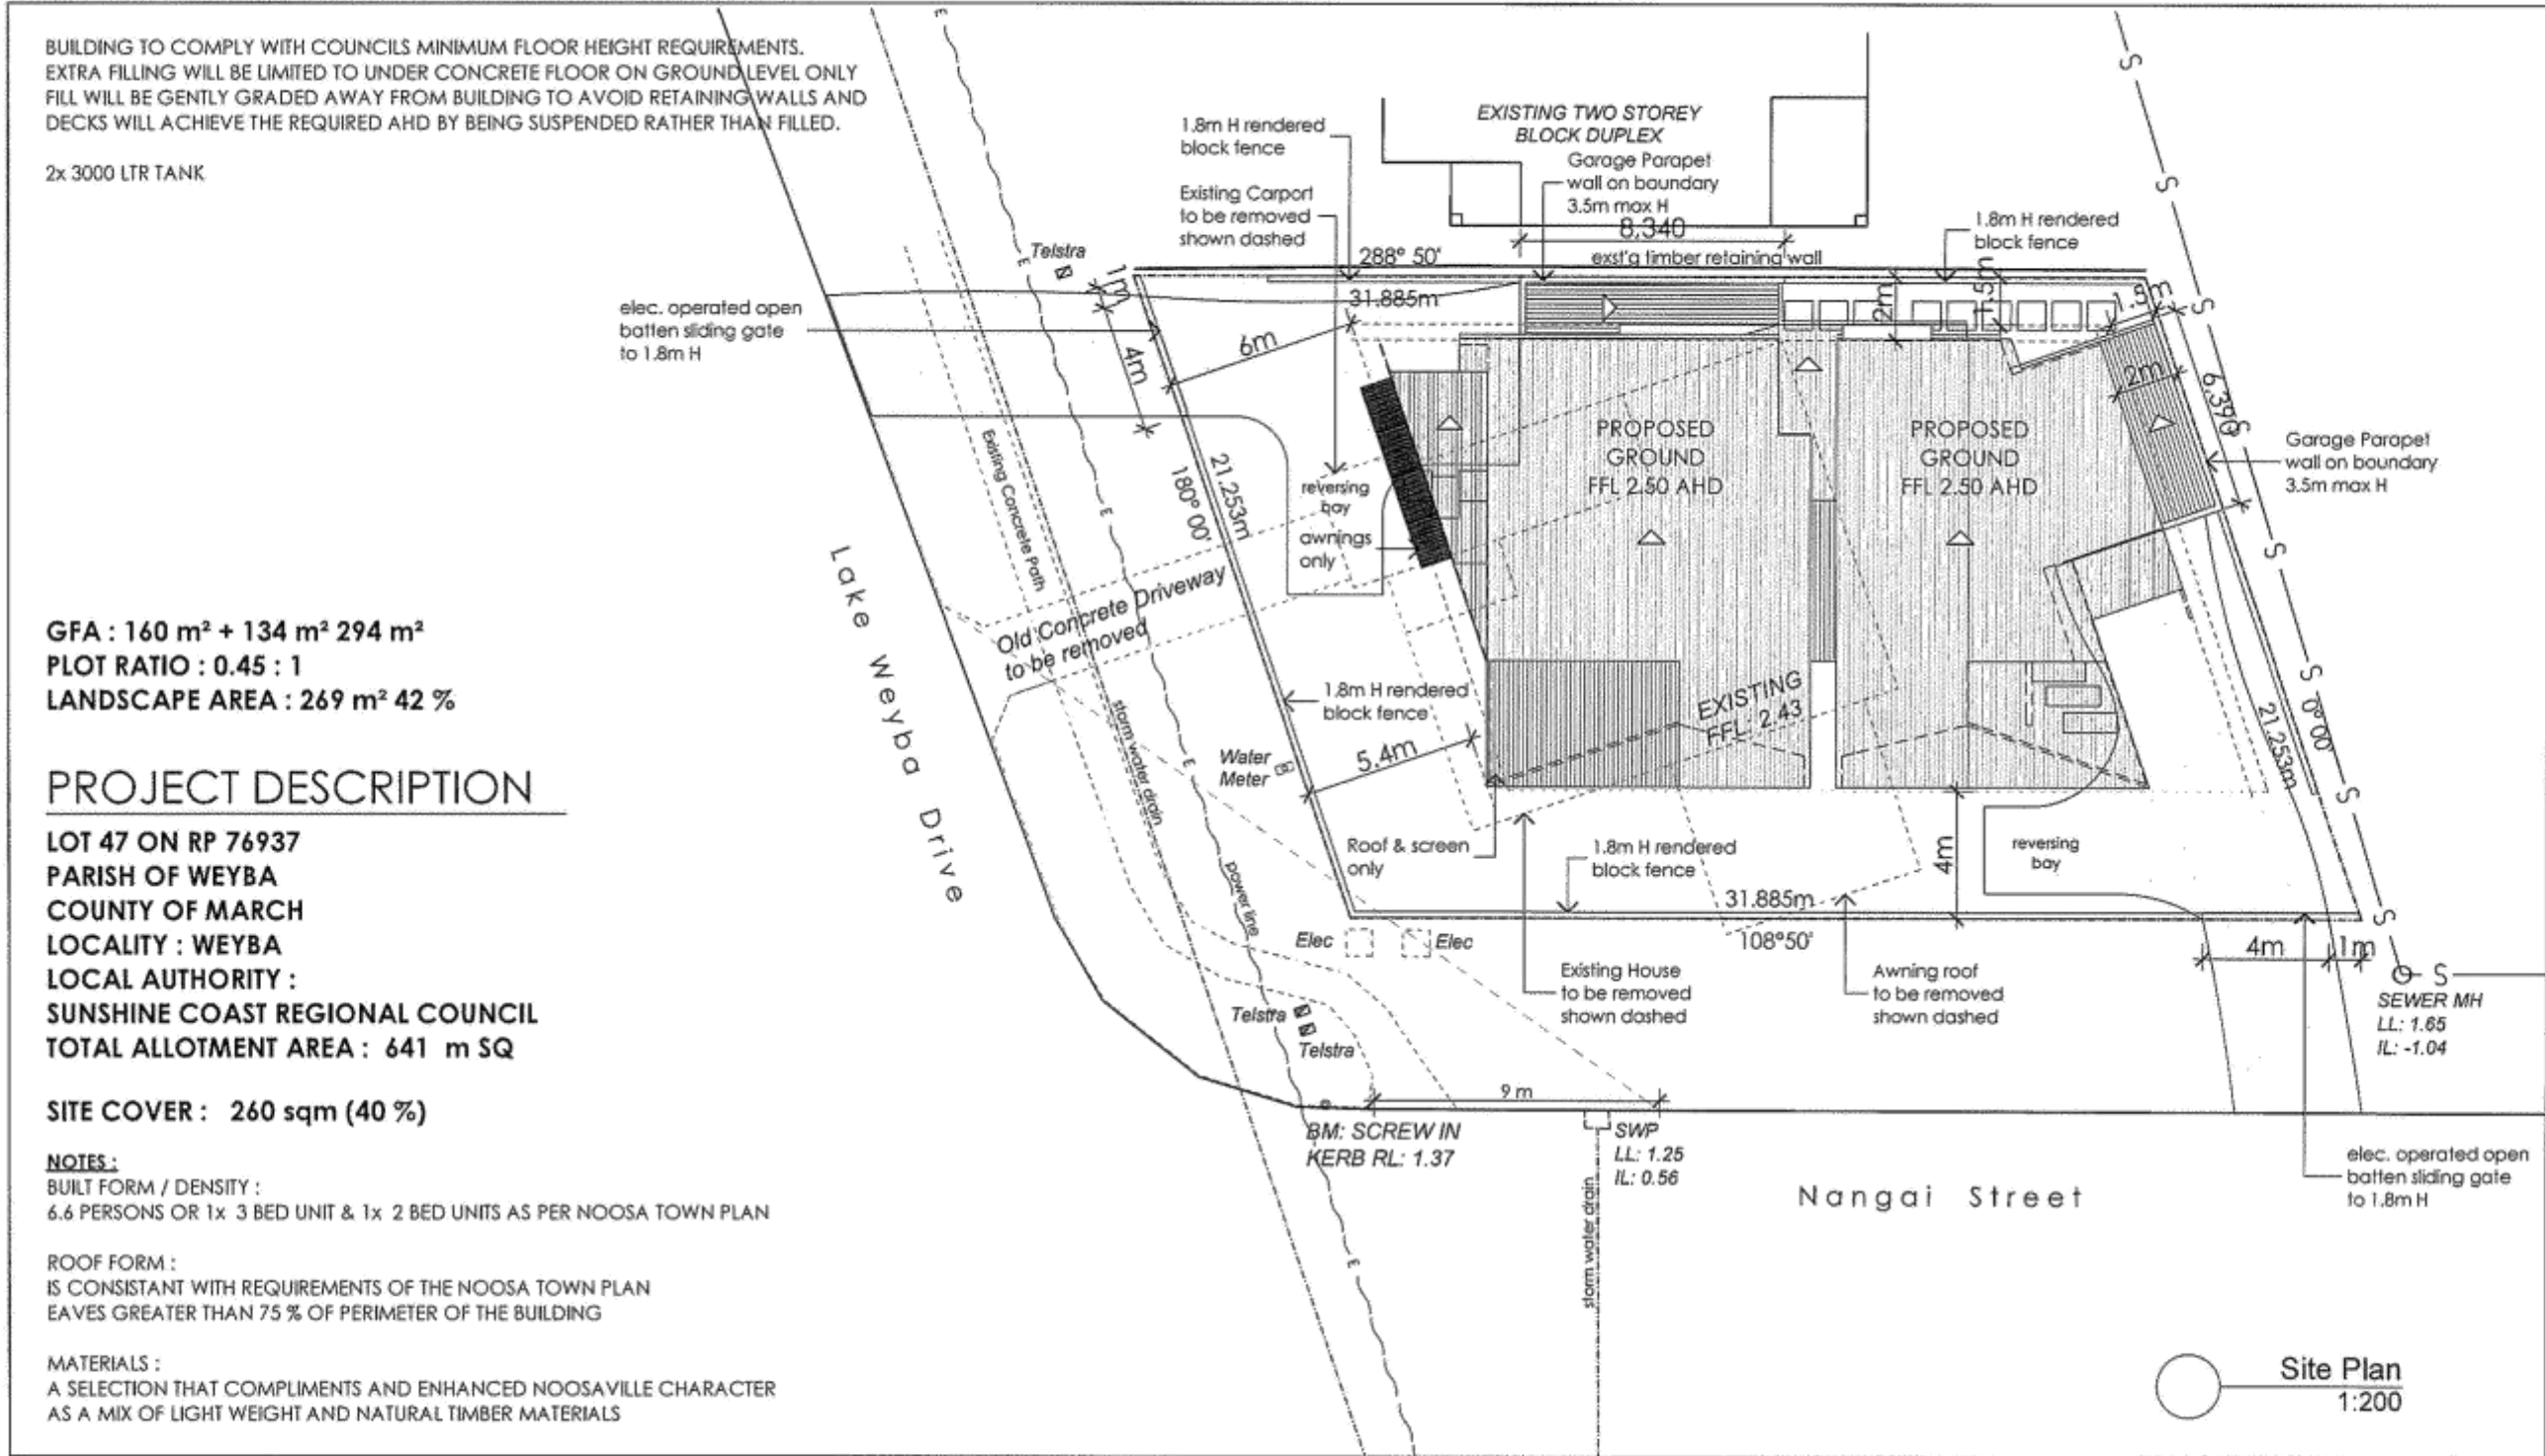 BUILDING TO COMPLY WITH COUNCILS MINIMUM FLOOR HEIGHT REQUIREMENTS.
EXTRA FILLING WILL BE LIMITED TO UNDER CONCRETE FLOOR ON GROUND LEVEL ONLY
FILL WILL BE GENTLY GRADED AWAY FROM BUILDING TO AVOID RETAINING WALLS AND
DECKS WILL ACHIEVE THE REQUIRED AHD BY BEING SUSPENDED RATHER THAN FILLED.
2x 3000 LTR TANK
GFA : 160 m² + 134 m² 294 m²
PLOT RATIO : 0.45 : 1
LANDSCAPE AREA : 269 m² 42 %
PROJECT DESCRIPTION
LOT 47 ON RP 76937
PARISH OF WEYBA
COUNTY OF MARCH
LOCALITY : WEYBA
LOCAL AUTHORITY :
SUNSHINE COAST REGIONAL COUNCIL
TOTAL ALLOTMENT AREA : 641 m SQ
SITE COVER : 260 sqm (40 %)
NOTES :
BUILT FORM / DENSITY :
6.6 PERSONS OR 1x 3 BED UNIT & 1x 2 BED UNITS AS PER NOOSA TOWN PLAN
ROOF FORM :
IS CONSISTANT WITH REQUIREMENTS OF THE NOOSA TOWN PLAN
EAVES GREATER THAN 75 % OF PERIMETER OF THE BUILDING
MATERIALS :
A SELECTION THAT COMPLIMENTS AND ENHANCED NOOSAVILLE CHARACTER
AS A MIX OF LIGHT WEIGHT AND NATURAL TIMBER MATERIALS
EXISTING TWO STOREY
BLOCK DUPLEX
1.8m H rendered
block fence
Garage Parapet
wall on boundary
3.5m max H
Existing Carport
to be removed
shown dashed
8,340
1.8m H rendered
block fence
Telstra
288° 50'
exst'g timber retaining wall
1m
31.885m
2m
1.5m
1.5m
elec. operated open
batten sliding gate
to 1.8m H
4m
6m
2m
6,390
PROPOSED
GROUND
FFL 2.50 AHD
PROPOSED
GROUND
FFL 2.50 AHD
Garage Parapet
wall on boundary
3.5m max H
Existing Concrete Path
21.253m
180° 00'
reversing
bay
awnings
only
Lake Weyba Drive
Old Concrete Driveway
to be removed
1.8m H rendered
block fence
EXISTING
FFL: 2.43
storm water drain
Water
Meter
5.4m
21.253m
0° 00'
Roof & screen
only
1.8m H rendered
block fence
4m
reversing
bay
power line
31.885m
108°50'
Elec
Elec
4m
1m
Existing House
to be removed
shown dashed
Awning roof
to be removed
shown dashed
SEWER MH
LL: 1.65
IL: -1.04
Telstra
Telstra
9 m
BM: SCREW IN
KERB RL: 1.37
SWP
LL: 1.25
IL: 0.56
storm water drain
Nangai Street
elec. operated open
batten sliding gate
to 1.8m H
E
E
E
E
E
E
E
E
S
S
S
S
S
S
S
S
S
S
Site Plan
1:200